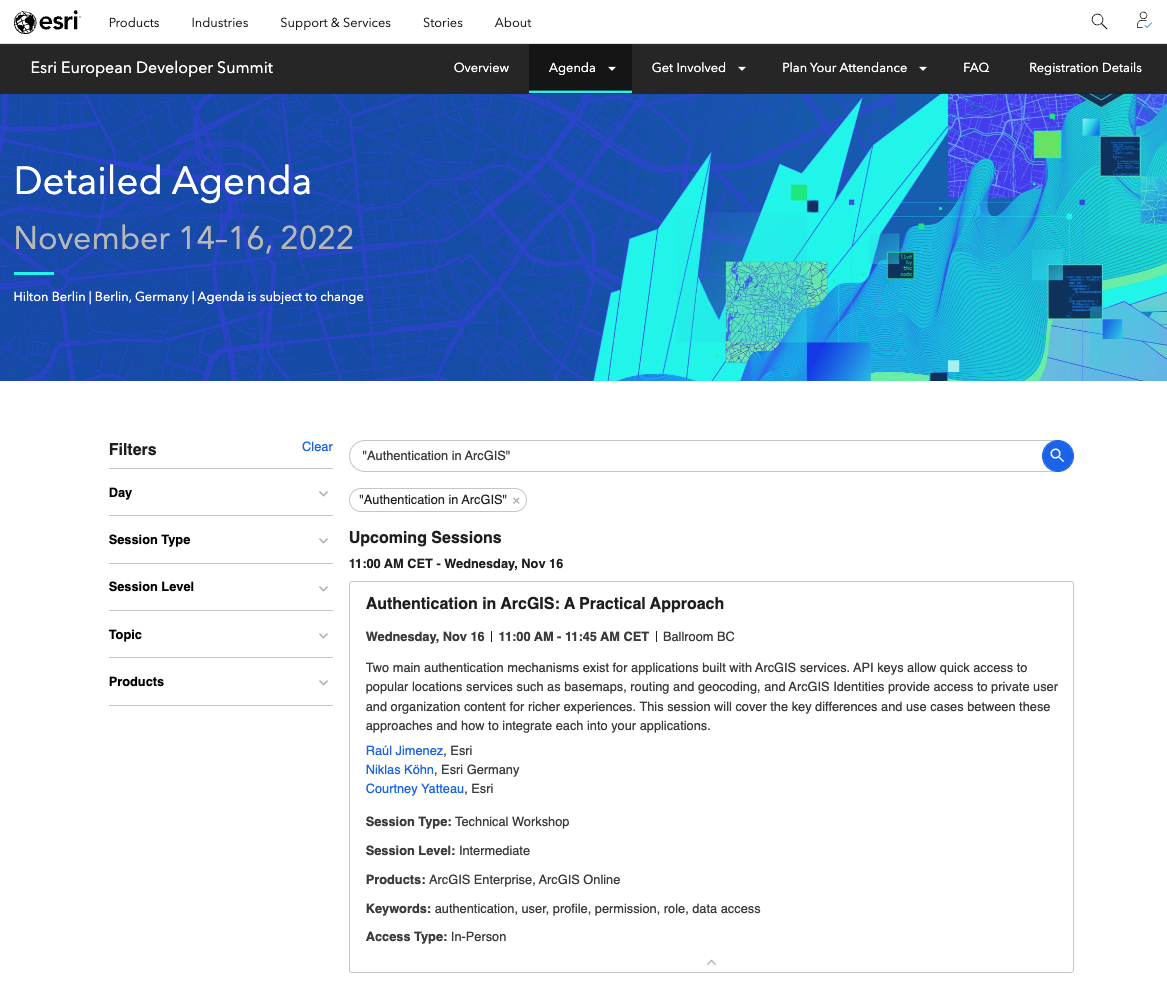 esri
Products Industries Support & Services Stories About
Esri European Developer Summit
Overview Agenda Get Involved Plan Your Attendance FAQ Registration Details
Detailed Agenda
November 14–16, 2022
Hilton Berlin | Berlin, Germany | Agenda is subject to change
live
by
the
code
Filters
Clear
Day
Session Type
Session Level
Topic
Products
"Authentication in ArcGIS"
"Authentication in ArcGIS" ×
Upcoming Sessions
11:00 AM CET - Wednesday, Nov 16
Authentication in ArcGIS: A Practical Approach
Wednesday, Nov 16 | 11:00 AM - 11:45 AM CET | Ballroom BC
Two main authentication mechanisms exist for applications built with ArcGIS services. API keys allow quick access to
popular locations services such as basemaps, routing and geocoding, and ArcGIS Identities provide access to private user
and organization content for richer experiences. This session will cover the key differences and use cases between these
approaches and how to integrate each into your applications.
Raúl Jimenez, Esri
Niklas Köhn, Esri Germany
Courtney Yatteau, Esri
Session Type: Technical Workshop
Session Level: Intermediate
Products: ArcGIS Enterprise, ArcGIS Online
Keywords: authentication, user, profile, permission, role, data access
Access Type: In-Person